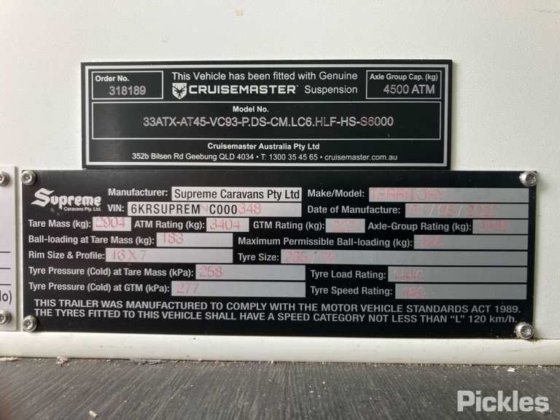 Order No.
318189
This Vehicle has been fitted with Genuine
CRUISEMASTER Suspension
Axle Group Cap. (kg)
4500 ATM
Model No.
33ATX-AT45-VC93-P.DS-CM.LC6.HLF-HS-S6000
Cruisemaster Australia Pty Ltd
352b Bilsen Rd Geebung QLD 4034 • T: 1300 35 45 65 • cruisemaster.com.au
Supreme
Caravans Pty. Ltd.
Manufacturer: Supreme Caravans Pty Ltd Make/Model:
VIN: 6KRSUPREM C000348 Date of Manufacture:
Tare Mass (kg): 2904 ATM Rating (kg): 3404 GTM Rating (kg): Axle-Group Rating (kg):
Ball-loading at Tare Mass (kg): 183 Maximum Permissible Ball-loading (kg):
Rim Size & Profile: 16X7 Tyre Size:
Tyre Pressure (Cold) at Tare Mass (kPa): 258 Tyre Load Rating:
Tyre Pressure (Cold) at GTM (kPa): 277 Tyre Speed Rating:
THIS TRAILER WAS MANUFACTURED TO COMPLY WITH THE MOTOR VEHICLE STANDARDS ACT 1989.
THE TYRES FITTED TO THIS VEHICLE SHALL HAVE A SPEED CATEGORY NOT LESS THAN "L" 120 km/h.
Pickles